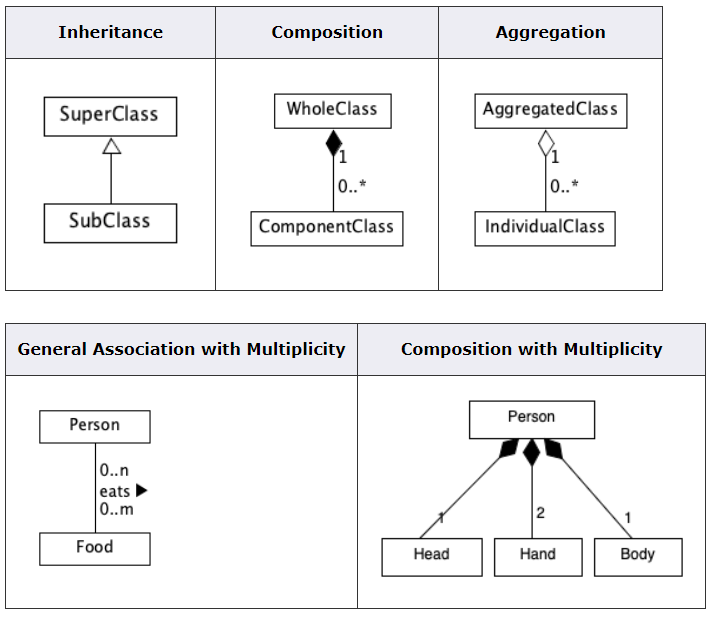 Inheritance
Composition
Aggregation
SuperClass
SubClass
WholeClass
1
0..*
ComponentClass
AggregatedClass
1
0..*
IndividualClass
General Association with Multiplicity
Composition with Multiplicity
Person
0..n
eats
0..m
Food
Person
1
2
1
Head
Hand
Body